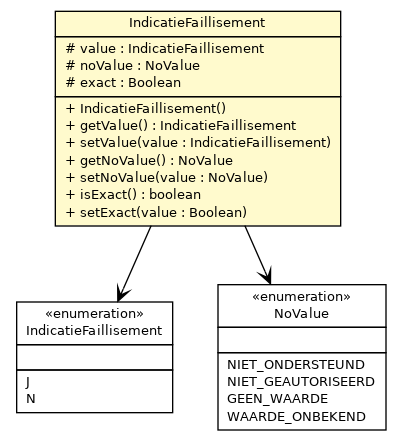 IndicatieFaillisement
# value : IndicatieFaillisement
# noValue : NoValue
# exact : Boolean
+ IndicatieFaillisement()
+ getValue() : IndicatieFaillisement
+ setValue(value : IndicatieFaillisement)
+ getNoValue() : NoValue
+ setNoValue(value : NoValue)
+ isExact() : boolean
+ setExact(value : Boolean)
«enumeration»
IndicatieFaillisement
J
N
«enumeration»
NoValue
NIET_ONDERSTEUND
NIET_GEAUTORISEERD
GEEN_WAARDE
WAARDE_ONBEKEND